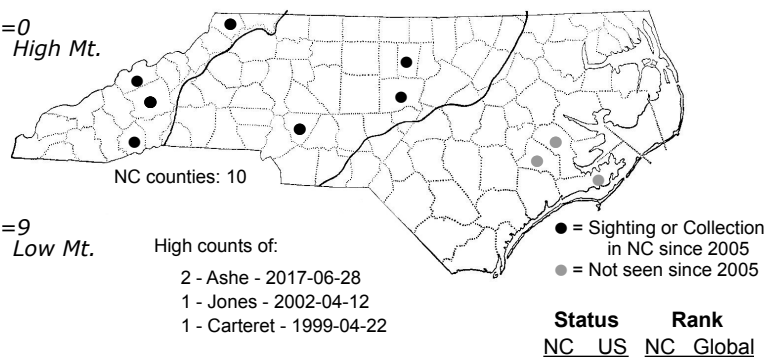 =0
High Mt.
NC counties: 10
=9
Low Mt.
High counts of:
2 - Ashe - 2017-06-28
1 - Jones - 2002-04-12
1 - Carteret - 1999-04-22
● = Sighting or Collection
in NC since 2005
● = Not seen since 2005
Status Rank
NC US NC Global